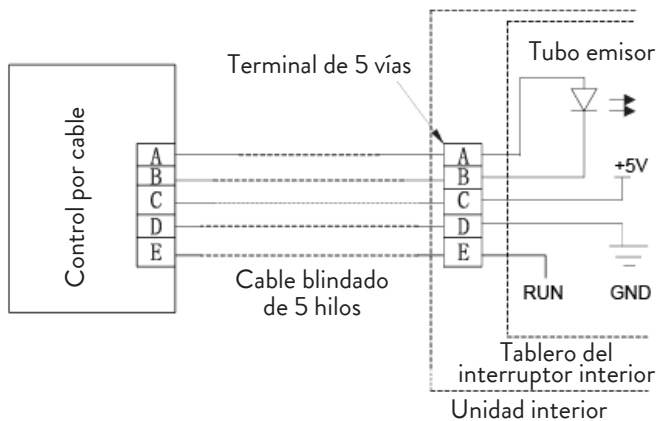 Tubo emisor
Terminal de 5 vías
Control por cable
A
B
C
D
E
A
B
C
D
E
+5V
RUN
GND
Cable blindado
de 5 hilos
Tablero del
interruptor interior
Unidad interior